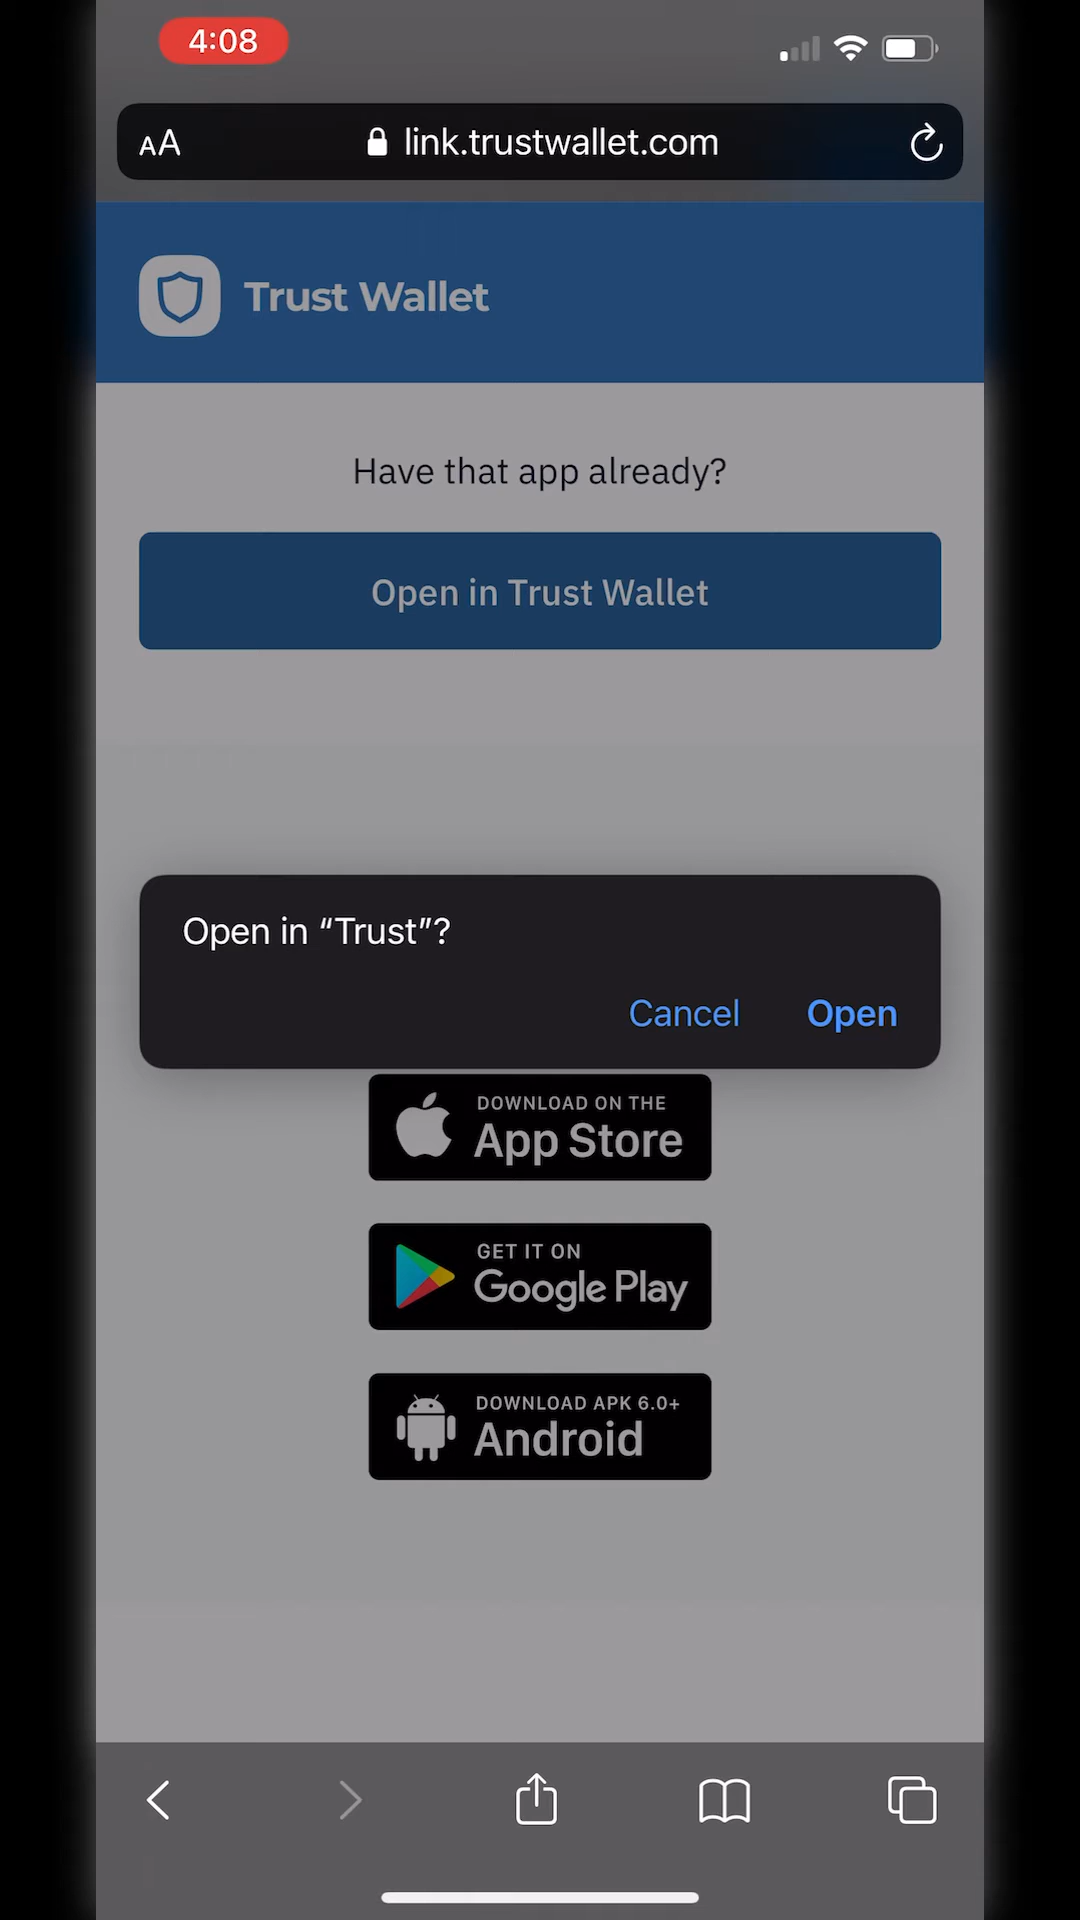 4:08
AA
link.trustwallet.com
Trust Wallet
Have that app already?
Open in Trust Wallet
Open in “Trust”?
Cancel
Open
DOWNLOAD ON THE
App Store
GET IT ON
Google Play
DOWNLOAD APK 6.0+
Android